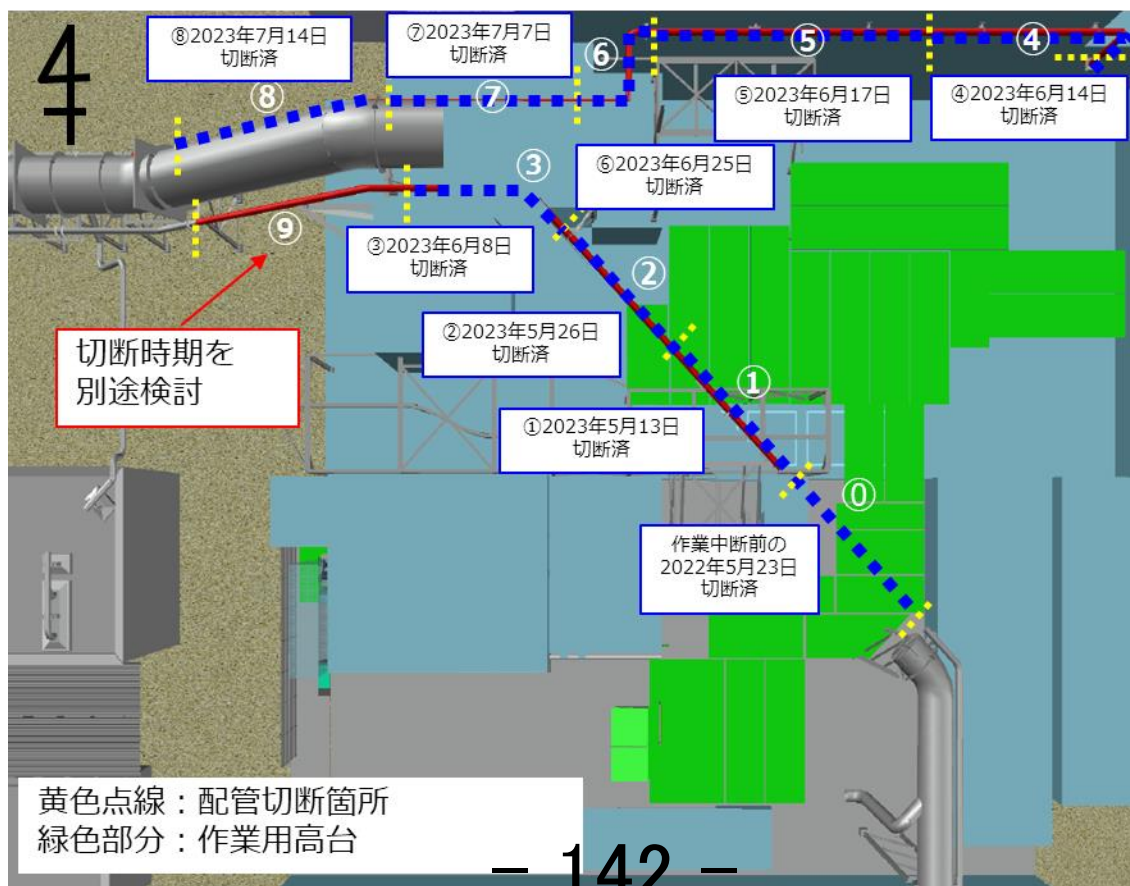 4
⑧2023年7月14日
切断済
⑦2023年7月7日
切断済
⑥
⑤
④
⑧
⑦
⑤2023年6月17日
切断済
④2023年6月14日
切断済
③
⑥2023年6月25日
切断済
⑨
③2023年6月8日
切断済
②
切断時期を
別途検討
②2023年5月26日
切断済
①
①2023年5月13日
切断済
⓪
作業中断前の
2022年5月23日
切断済
黄色点線：配管切断箇所
緑色部分：作業用高台
- 142 -